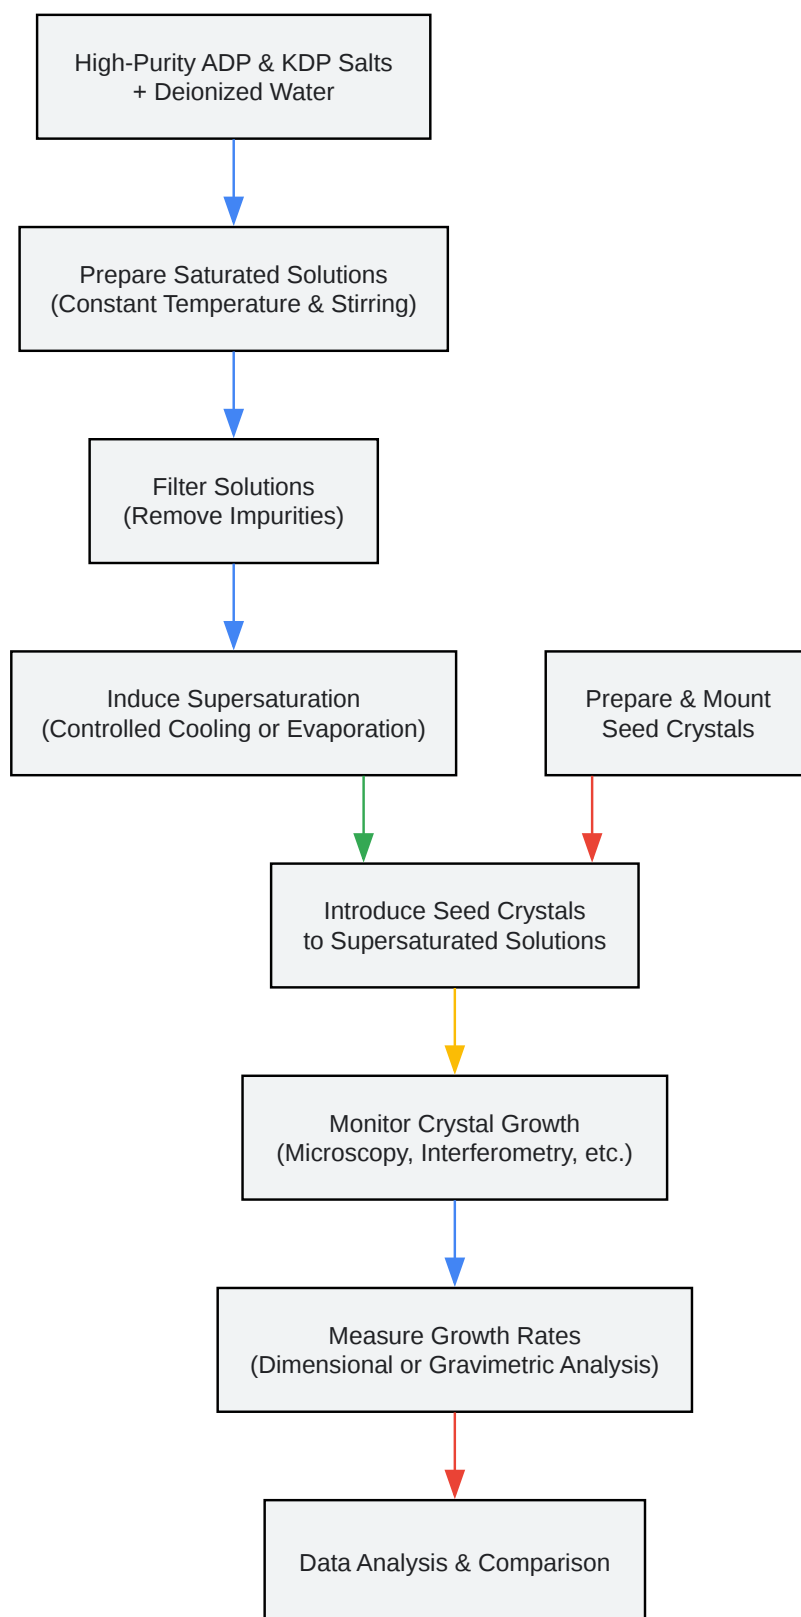 High-Purity ADP & KDP Salts
+ Deionized Water
Prepare Saturated Solutions
(Constant Temperature & Stirring)
Filter Solutions
(Remove Impurities)
Induce Supersaturation
(Controlled Cooling or Evaporation)
Prepare & Mount
Seed Crystals
Introduce Seed Crystals
to Supersaturated Solutions
Monitor Crystal Growth
(Microscopy, Interferometry, etc.)
Measure Growth Rates
(Dimensional or Gravimetric Analysis)
Data Analysis & Comparison